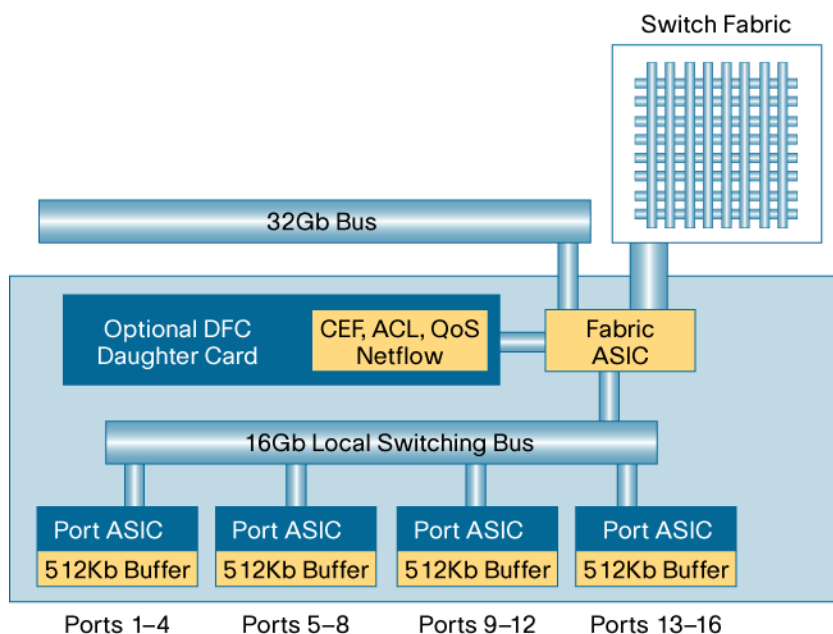 Switch Fabric
32Gb Bus
Optional DFC
Daughter Card
CEF, ACL, QoS
Netflow
Fabric
ASIC
16Gb Local Switching Bus
Port ASIC
512Kb Buffer
Port ASIC
512Kb Buffer
Port ASIC
512Kb Buffer
Port ASIC
512Kb Buffer
Ports 1–4
Ports 5–8
Ports 9–12
Ports 13–16